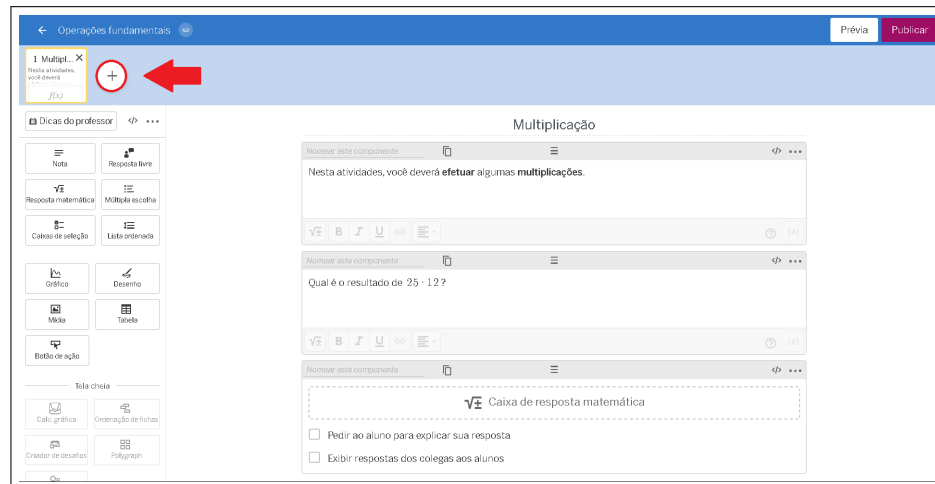 Operações fundamentais
Prévia
Publicar
1 Multipl...
Nesta atividades,
você deverá
f(x)
Dicas do professor
Nota
Resposta livre
Resposta matemática
Múltipla escolha
Caixas de seleção
Lista ordenada
Gráfico
Desenho
Mídia
Tabela
Botão de ação
Tela cheia
Calc. gráfica
Ordenação de fichas
Criador de desafios
Polygraph
Multiplicação
Nomear este componente
Nesta atividades, você deverá efetuar algumas multiplicações.
B I U
Nomear este componente
Qual é o resultado de 25 · 12?
B I U
Nomear este componente
Caixa de resposta matemática
Pedir ao aluno para explicar sua resposta
Exibir respostas dos colegas aos alunos